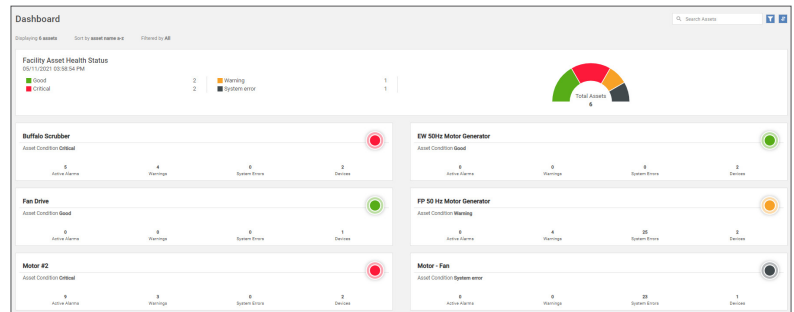 Dashboard
Search Assets
Displaying 6 assets Sort by asset name a-z Filtered by All
Facility Asset Health Status
05/11/2021 03:58:54 PM
Good 2 Warning 1
Critical 2 System error 1
Total Assets
6
Buffalo Scrubber
Asset Condition Critical
5 4 0 2
Active Alarms Warnings System Errors Devices
EW 50Hz Motor Generator
Asset Condition Good
0 0 0 2
Active Alarms Warnings System Errors Devices
Fan Drive
Asset Condition Good
0 0 0 1
Active Alarms Warnings System Errors Devices
FP 50 Hz Motor Generator
Asset Condition Warning
0 4 25 2
Active Alarms Warnings System Errors Devices
Motor #2
Asset Condition Critical
9 3 0 2
Active Alarms Warnings System Errors Devices
Motor - Fan
Asset Condition System error
0 0 23 1
Active Alarms Warnings System Errors Devices